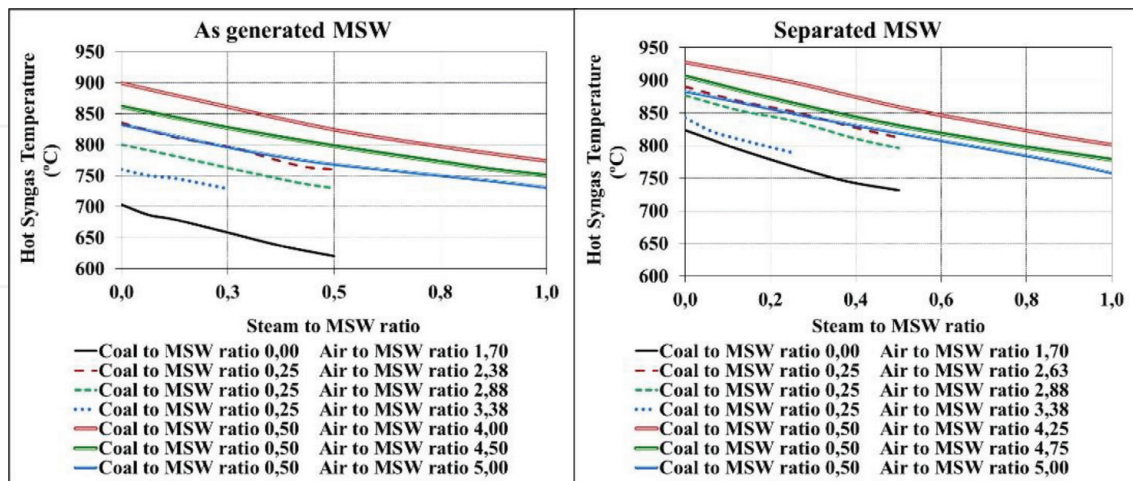 As generated MSW
Hot Syngas Temperature
(ºC)
950
900
850
800
750
700
650
600
0,0 0,3 0,5 0,8 1,0
Steam to MSW ratio
Coal to MSW ratio 0,00 Air to MSW ratio 1,70
Coal to MSW ratio 0,25 Air to MSW ratio 2,38
Coal to MSW ratio 0,25 Air to MSW ratio 2,88
Coal to MSW ratio 0,25 Air to MSW ratio 3,38
Coal to MSW ratio 0,50 Air to MSW ratio 4,00
Coal to MSW ratio 0,50 Air to MSW ratio 4,50
Coal to MSW ratio 0,50 Air to MSW ratio 5,00
Separated MSW
Hot Syngas Temperature
(ºC)
950
900
850
800
750
700
650
600
0,0 0,2 0,4 0,6 0,8 1,0
Steam to MSW ratio
Coal to MSW ratio 0,00 Air to MSW ratio 1,70
Coal to MSW ratio 0,25 Air to MSW ratio 2,63
Coal to MSW ratio 0,25 Air to MSW ratio 2,88
Coal to MSW ratio 0,25 Air to MSW ratio 3,38
Coal to MSW ratio 0,50 Air to MSW ratio 4,25
Coal to MSW ratio 0,50 Air to MSW ratio 4,75
Coal to MSW ratio 0,50 Air to MSW ratio 5,00